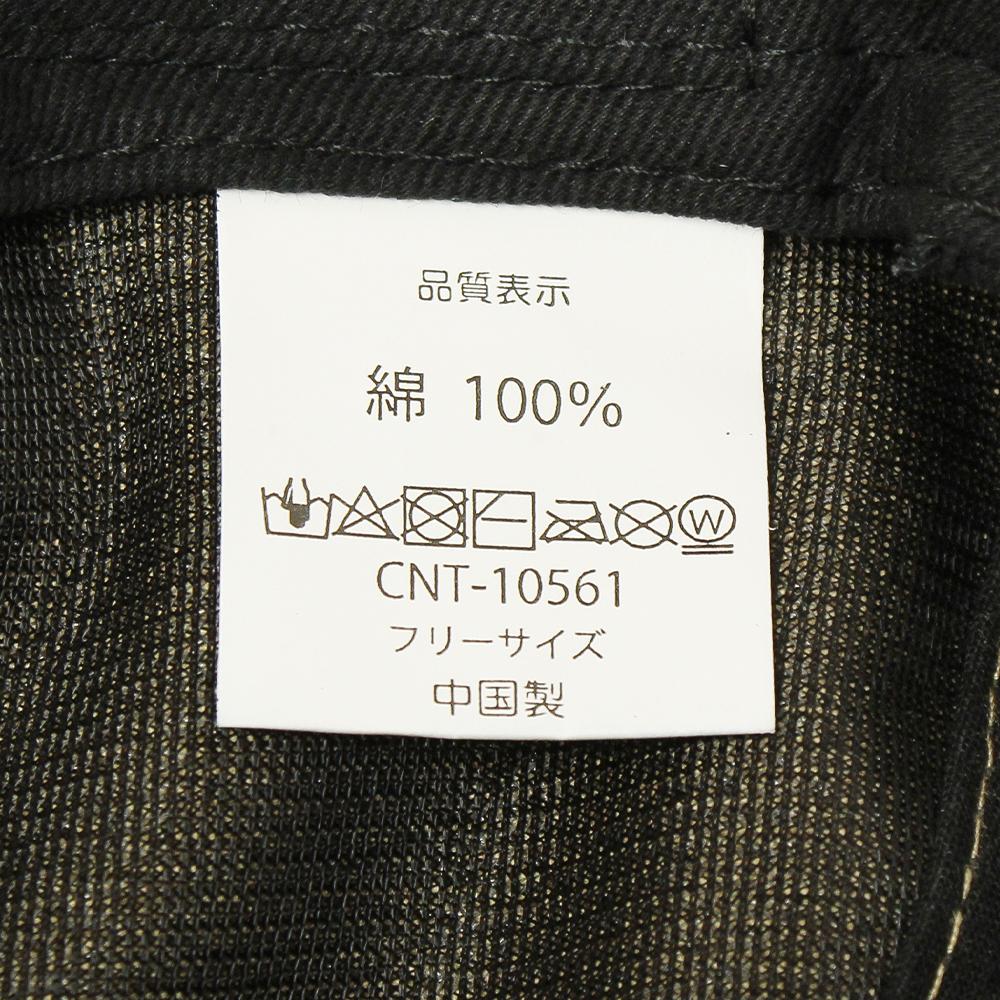 品質表示
綿 100%
W
CNT-10561
フリーサイズ
中国製